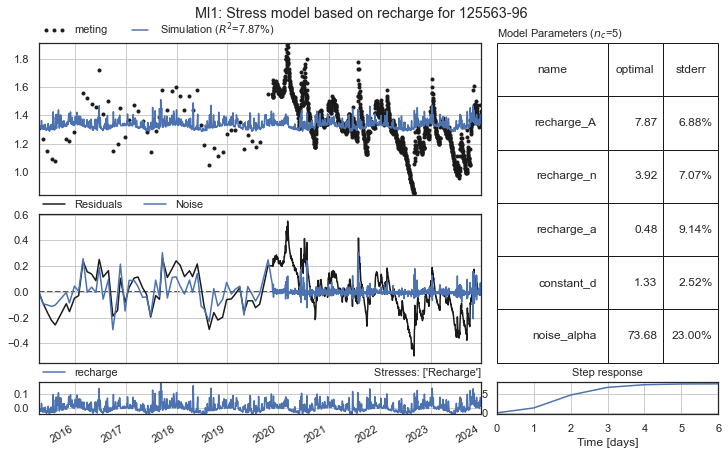 Ml1: Stress model based on recharge for 125563-96
meting Simulation (R²=7.87%)
Model Parameters (n_c=5)
1.8
1.6
1.4
1.2
1.0
name optimal stderr
recharge_A 7.87 6.88%
recharge_n 3.92 7.07%
recharge_a 0.48 9.14%
constant_d 1.33 2.52%
noise_alpha 73.68 23.00%
Residuals Noise
0.6
0.4
0.2
0.0
−0.2
−0.4
recharge Stresses: ['Recharge']
0.1
0.0
2016 2017 2018 2019 2020 2021 2022 2023 2024
Step response
5
0
0 1 2 3 4 5 6
Time [days]